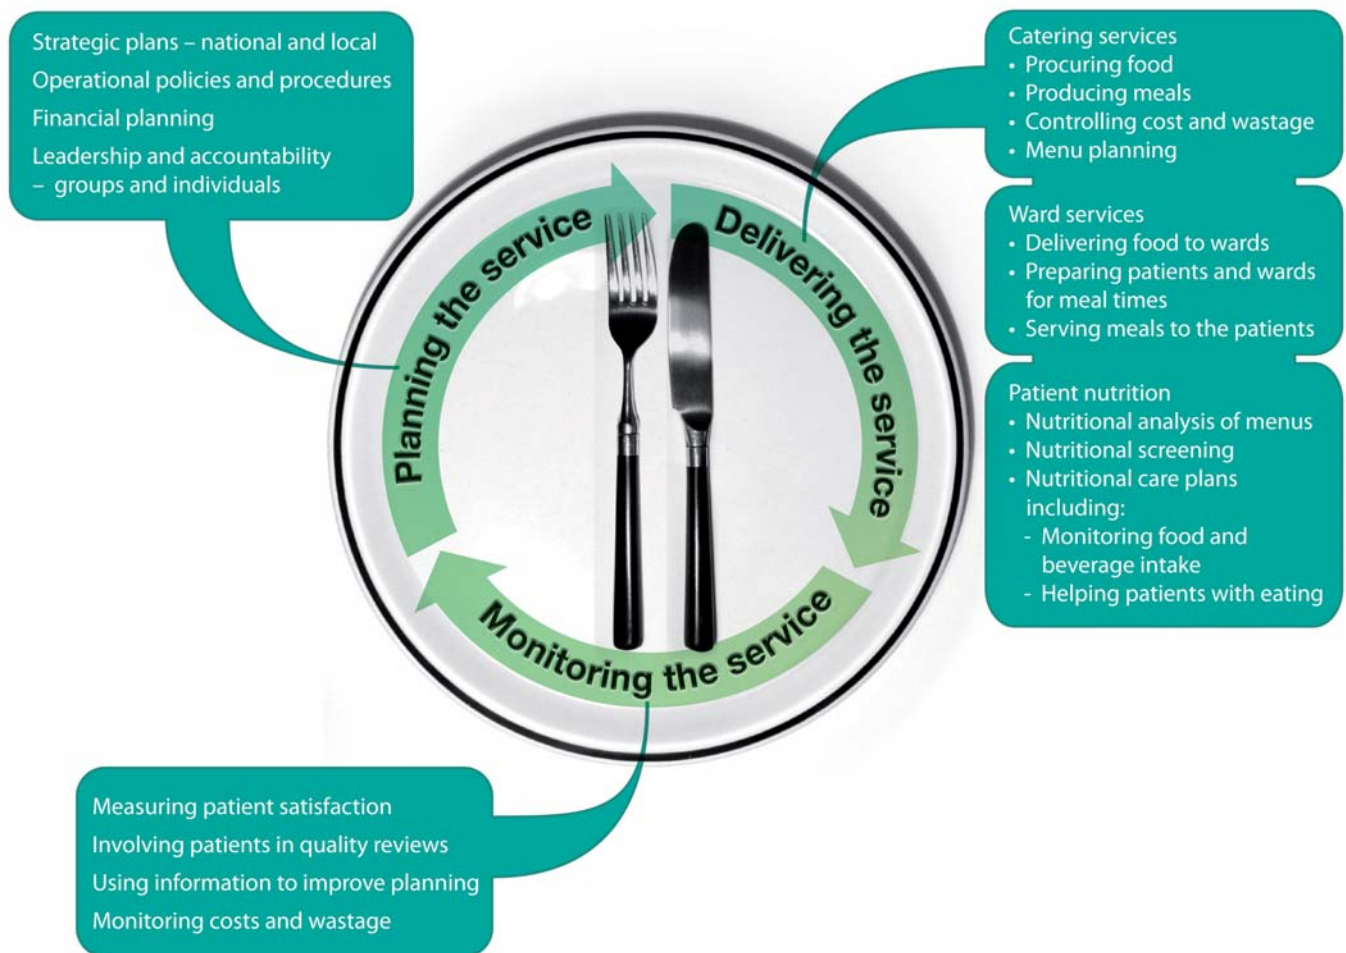 Strategic plans – national and local
Operational policies and procedures
Financial planning
Leadership and accountability
– groups and individuals
Planning the service
Delivering the service
Monitoring the service
Catering services
• Procuring food
• Producing meals
• Controlling cost and wastage
• Menu planning
Ward services
• Delivering food to wards
• Preparing patients and wards
for meal times
• Serving meals to the patients
Patient nutrition
• Nutritional analysis of menus
• Nutritional screening
• Nutritional care plans
including:
- Monitoring food and
beverage intake
- Helping patients with eating
Measuring patient satisfaction
Involving patients in quality reviews
Using information to improve planning
Monitoring costs and wastage